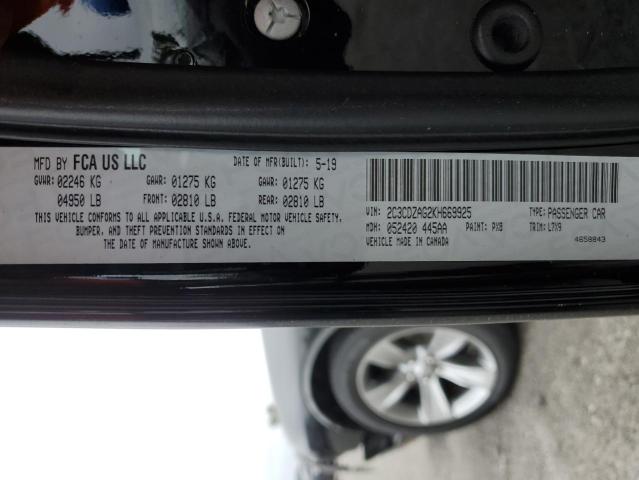 MFD BY FCA US LLC DATE OF MFR(BUILT): 5-19
GVWR: 02246 KG GAWR: 01275 KG GAWR: 01275 KG
04950 LB FRONT: 02810 LB REAR: 02810 LB
THIS VEHICLE CONFORMS TO ALL APPLICABLE U.S.A. FEDERAL MOTOR VEHICLE SAFETY,
BUMPER, AND THEFT PREVENTION STANDARDS IN EFFECT ON
THE DATE OF MANUFACTURE SHOWN ABOVE.
VIN: 2C3CDZAG2KH669925 TYPE: PASSENGER CAR
MDH: 052420 445AA PAINT: PX8 TRIM: L7X9
VEHICLE MADE IN CANADA 4658843